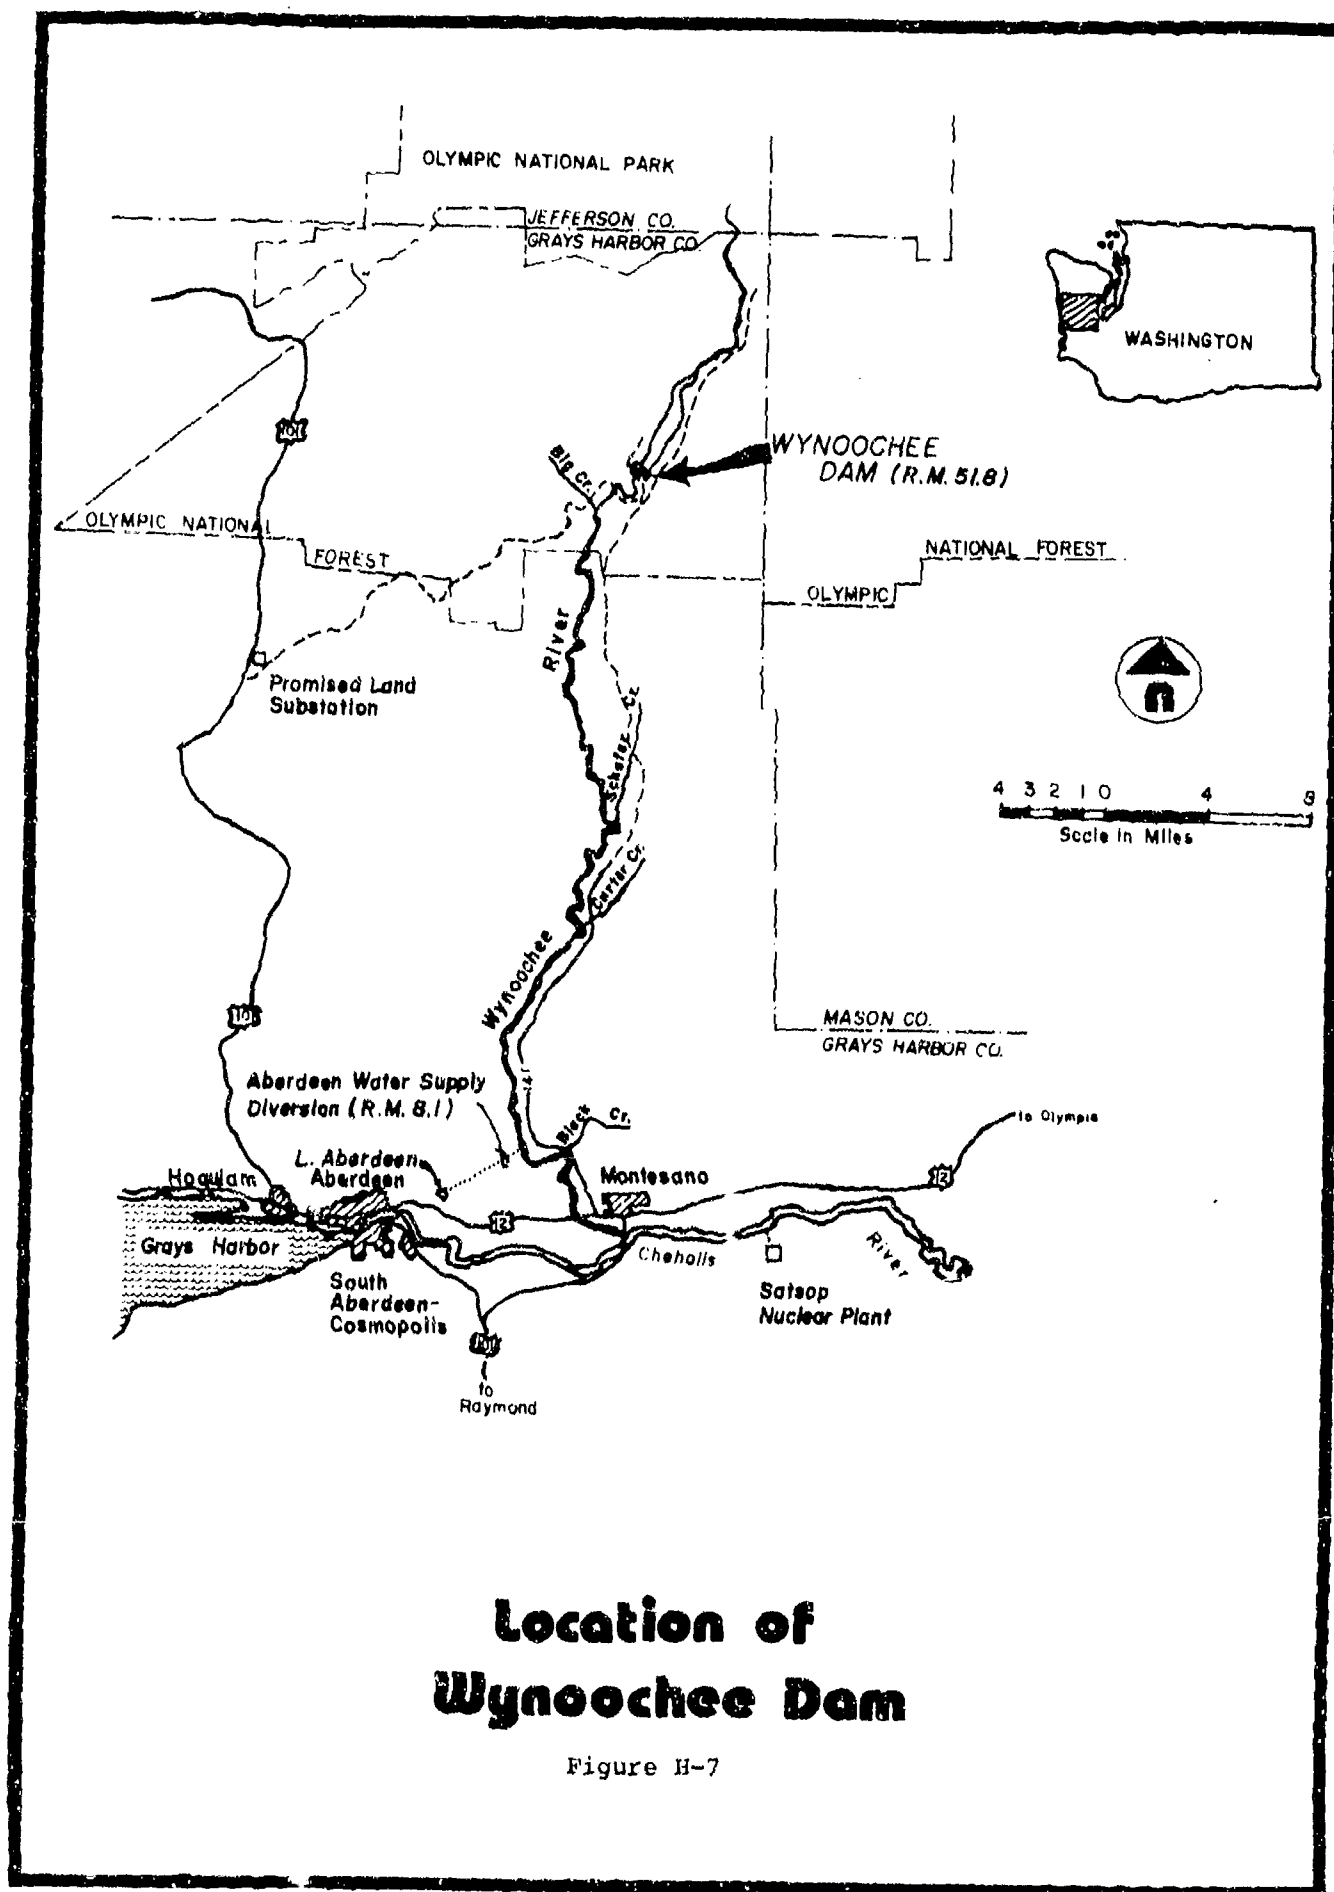 OLYMPIC NATIONAL PARK
JEFFERSON CO.
GRAYS HARBOR CO.
WASHINGTON
101
WYNOOCHEE
DAM (R.M. 51.8)
Big Cr.
OLYMPIC NATIONAL
FOREST
NATIONAL FOREST
OLYMPIC
River
Promised Land
Substation
Schafer Cr.
4 3 2 1 0 4 8
Scale in Miles
Carter Cr.
Wynoochee
101
MASON CO.
GRAYS HARBOR CO.
Aberdeen Water Supply
Diversion (R.M. 8.1)
Black Cr.
to Olympia
L. Aberdeen
Aberdeen
Hoquiam
Montesano
12
12
Grays Harbor
Chehalis
River
South
Aberdeen-
Cosmopolis
Satsop
Nuclear Plant
101
to
Raymond
Location of
Wynoochee Dam
Figure H-7